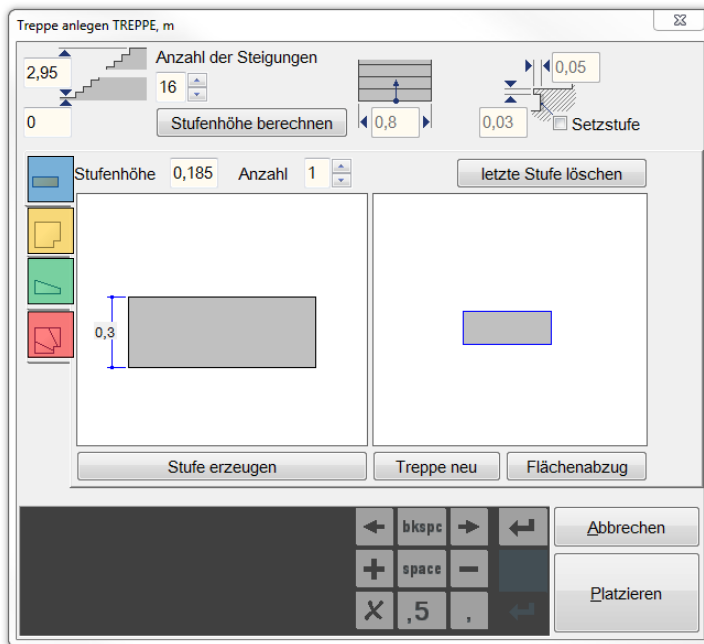 Treppe anlegen TREPPE, m
Anzahl der Steigungen
2,95
16
0,05
0
Stufenhöhe berechnen
0,8
0,03
Setzstufe
Stufenhöhe 0,185 Anzahl 1
letzte Stufe löschen
0,3
Stufe erzeugen
Treppe neu
Flächenabzug
bkspc
Abbrechen
space
Platzieren
,5 ,